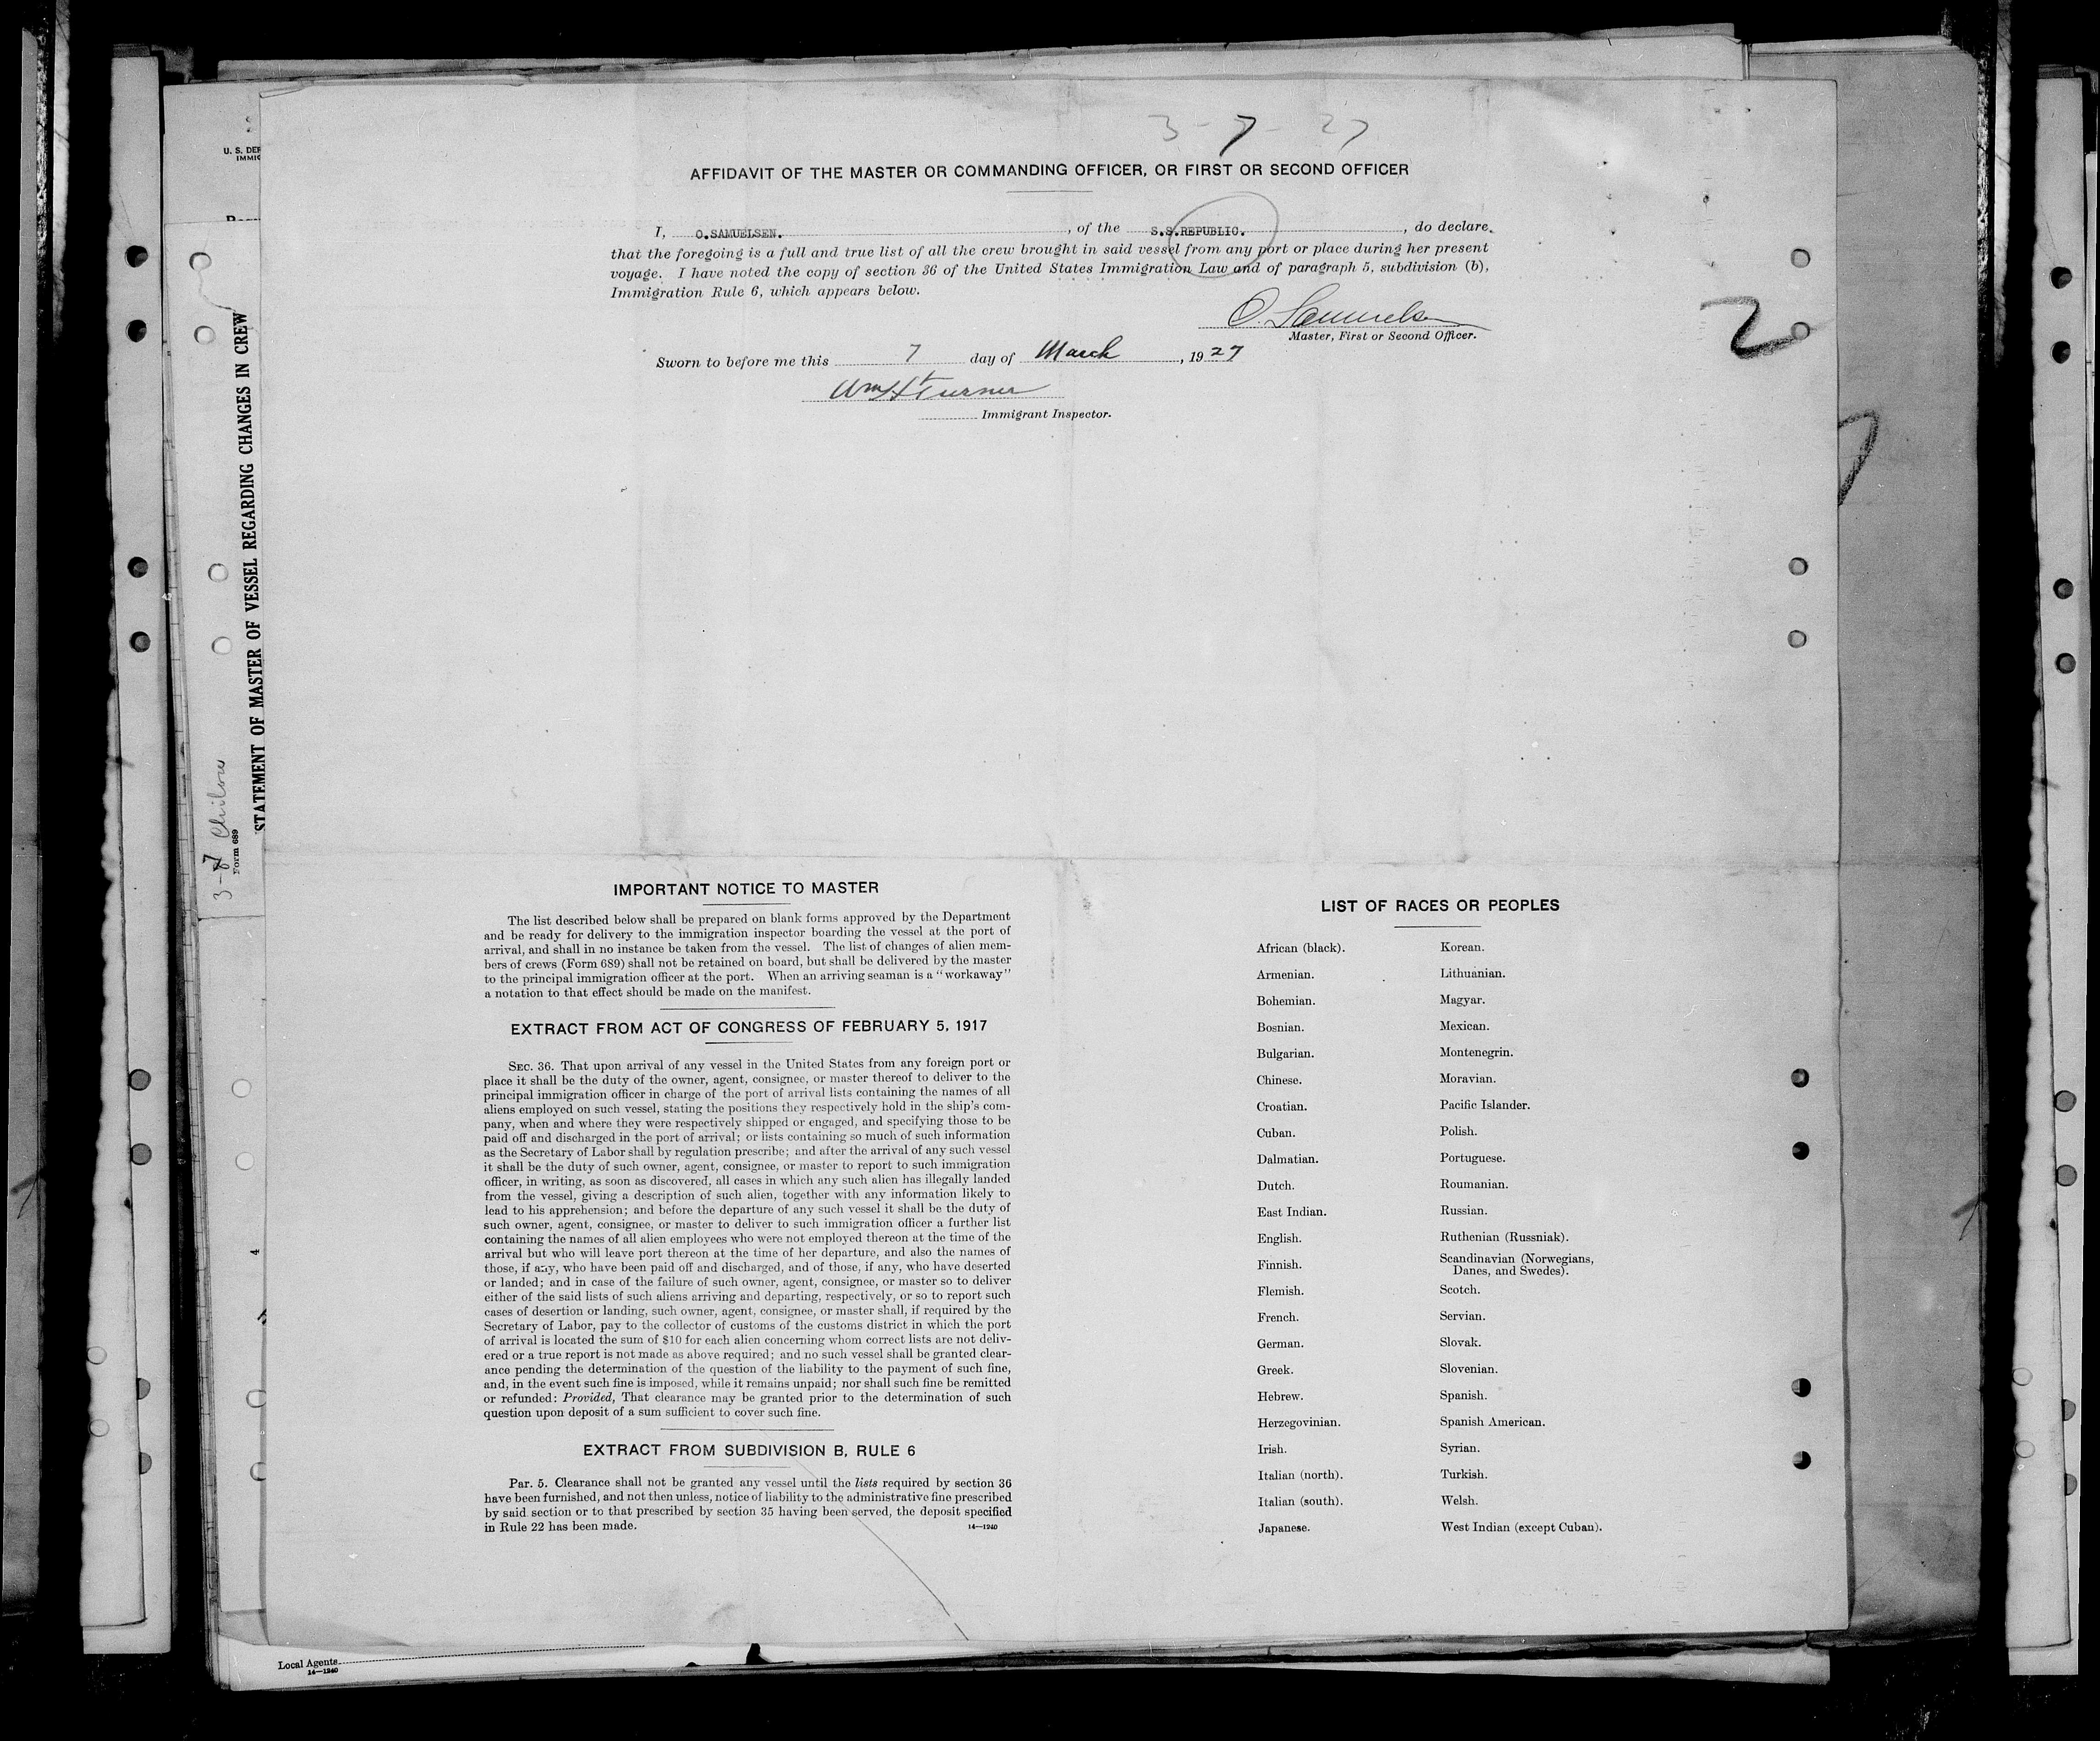 3-7-27
AFFIDAVIT OF THE MASTER OR COMMANDING OFFICER, OR FIRST OR SECOND OFFICER
I, O.SAMUELSEN. , of the S.S.REPUBLIC. , do declare,
that the foregoing is a full and true list of all the crew brought in said vessel from any port or place during her present
voyage. I have noted the copy of section 36 of the United States Immigration Law and of paragraph 5, subdivision (b),
Immigration Rule 6, which appears below.
O. Samuelsen
Master, First or Second Officer.
Sworn to before me this 7 day of March , 1927
Wm H Turner
Immigrant Inspector.
2
7
U. S. DEP
IMMIG
STATEMENT OF MASTER OF VESSEL REGARDING CHANGES IN CREW
Form 689
3-7
4
IMPORTANT NOTICE TO MASTER
The list described below shall be prepared on blank forms approved by the Department
and be ready for delivery to the immigration inspector boarding the vessel at the port of
arrival, and shall in no instance be taken from the vessel. The list of changes of alien mem-
bers of crews (Form 689) shall not be retained on board, but shall be delivered by the master
to the principal immigration officer at the port. When an arriving seaman is a "workaway"
a notation to that effect should be made on the manifest.
EXTRACT FROM ACT OF CONGRESS OF FEBRUARY 5, 1917
SEC. 36. That upon arrival of any vessel in the United States from any foreign port or
place it shall be the duty of the owner, agent, consignee, or master thereof to deliver to the
principal immigration officer in charge of the port of arrival lists containing the names of all
aliens employed on such vessel, stating the positions they respectively hold in the ship's com-
pany, when and where they were respectively shipped or engaged, and specifying those to be
paid off and discharged in the port of arrival; or lists containing so much of such information
as the Secretary of Labor shall by regulation prescribe; and after the arrival of any such vessel
it shall be the duty of such owner, agent, consignee, or master to report to such immigration
officer, in writing, as soon as discovered, all cases in which any such alien has illegally landed
from the vessel, giving a description of such alien, together with any information likely to
lead to his apprehension; and before the departure of any such vessel it shall be the duty of
such owner, agent, consignee, or master to deliver to such immigration officer a further list
containing the names of all alien employees who were not employed thereon at the time of the
arrival but who will leave port thereon at the time of her departure, and also the names of
those, if any, who have been paid off and discharged, and of those, if any, who have deserted
or landed; and in case of the failure of such owner, agent, consignee, or master so to deliver
either of the said lists of such aliens arriving and departing, respectively, or so to report such
cases of desertion or landing, such owner, agent, consignee, or master shall, if required by the
Secretary of Labor, pay to the collector of customs of the customs district in which the port
of arrival is located the sum of $10 for each alien concerning whom correct lists are not deliv-
ered or a true report is not made as above required; and no such vessel shall be granted clear-
ance pending the determination of the question of the liability to the payment of such fine,
and, in the event such fine is imposed, while it remains unpaid; nor shall such fine be remitted
or refunded: Provided, That clearance may be granted prior to the determination of such
question upon deposit of a sum sufficient to cover such fine.
EXTRACT FROM SUBDIVISION B, RULE 6
Par. 5. Clearance shall not be granted any vessel until the lists required by section 36
have been furnished, and not then unless, notice of liability to the administrative fine prescribed
by said section or to that prescribed by section 35 having been served, the deposit specified
in Rule 22 has been made.
14—1240
LIST OF RACES OR PEOPLES
African (black). Korean.
Armenian. Lithuanian.
Bohemian. Magyar.
Bosnian. Mexican.
Bulgarian. Montenegrin.
Chinese. Moravian.
Croatian. Pacific Islander.
Cuban. Polish.
Dalmatian. Portuguese.
Dutch. Roumanian.
East Indian. Russian.
English. Ruthenian (Russniak).
Finnish. Scandinavian (Norwegians,
Danes, and Swedes).
Flemish. Scotch.
French. Servian.
German. Slovak.
Greek. Slovenian.
Hebrew. Spanish.
Herzegovinian. Spanish American.
Irish. Syrian.
Italian (north). Turkish.
Italian (south). Welsh.
Japanese. West Indian (except Cuban).
Local Agents
14—1240